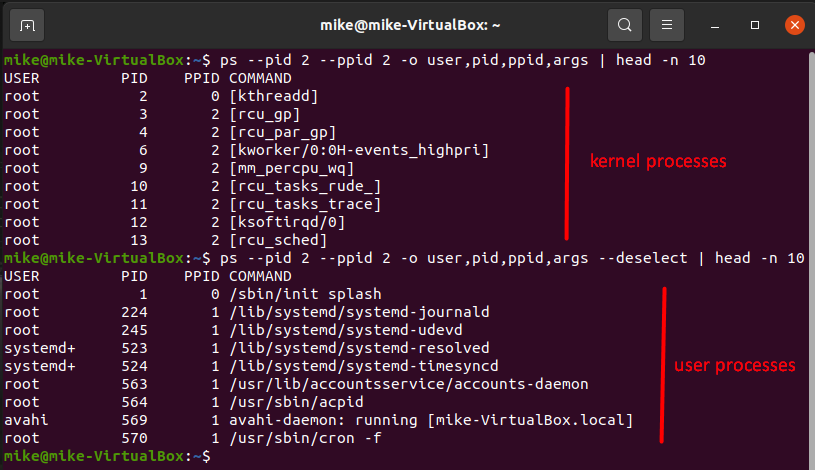 mike@mike-VirtualBox: ~
mike@mike-VirtualBox:~$ ps --pid 2 --ppid 2 -o user,pid,ppid,args | head -n 10
USER         PID    PPID COMMAND
root           2       0 [kthreadd]
root           3       2 [rcu_gp]
root           4       2 [rcu_par_gp]
root           6       2 [kworker/0:0H-events_highpri]
root           9       2 [mm_percpu_wq]
root          10       2 [rcu_tasks_rude_]
root          11       2 [rcu_tasks_trace]
root          12       2 [ksoftirqd/0]
root          13       2 [rcu_sched]
kernel processes
mike@mike-VirtualBox:~$ ps --pid 2 --ppid 2 -o user,pid,ppid,args --deselect | head -n 10
USER         PID    PPID COMMAND
root           1       0 /sbin/init splash
root         224       1 /lib/systemd/systemd-journald
root         245       1 /lib/systemd/systemd-udevd
systemd+     523       1 /lib/systemd/systemd-resolved
systemd+     524       1 /lib/systemd/systemd-timesyncd
root         563       1 /usr/lib/accountsservice/accounts-daemon
root         564       1 /usr/sbin/acpid
avahi        569       1 avahi-daemon: running [mike-VirtualBox.local]
root         570       1 /usr/sbin/cron -f
user processes
mike@mike-VirtualBox:~$